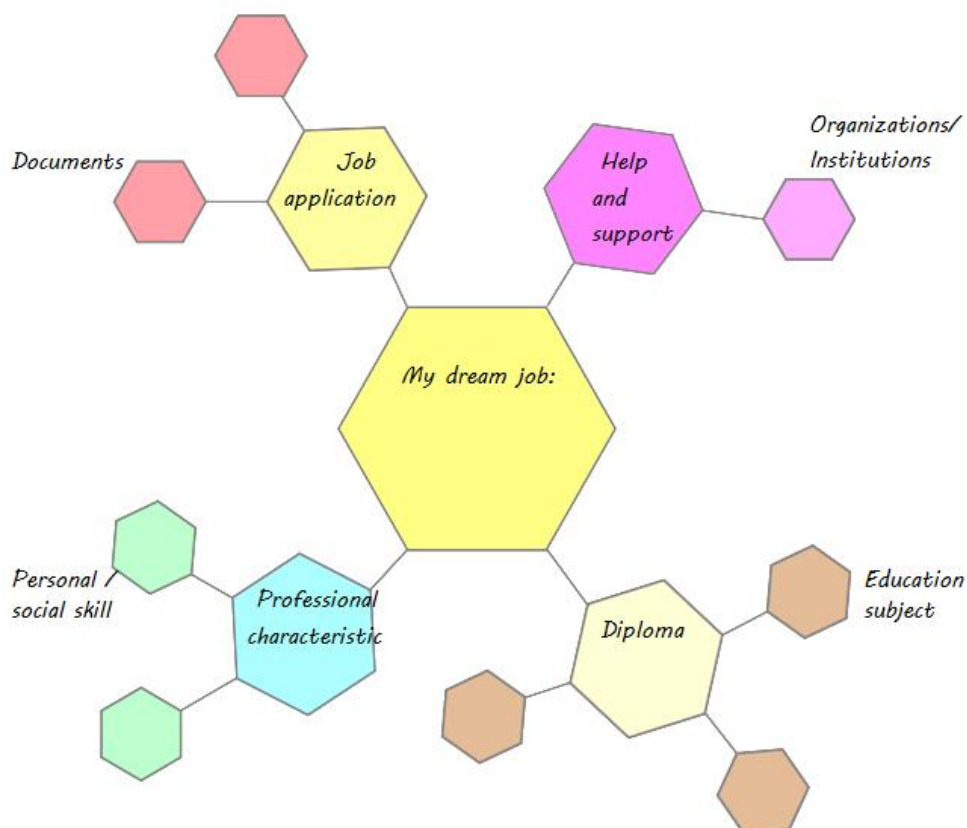 Documents
Job
application
Help
and
support
Organizations/
Institutions
My dream job:
Personal /
social skill
Professional
characteristic
Diploma
Education
subject